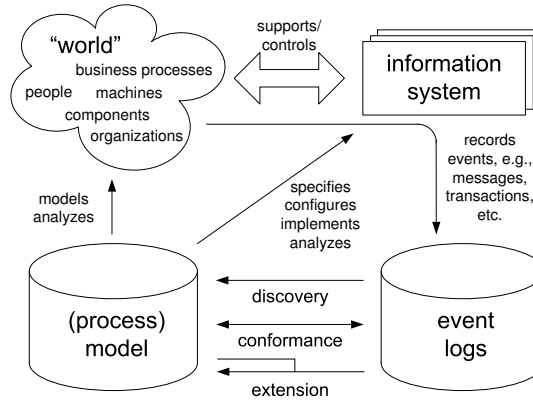 “world”
business processes
people
machines
components
organizations
supports/
controls
information
system
records
events, e.g.,
messages,
transactions,
etc.
models
analyzes
specifies
configures
implements
analyzes
(process)
model
discovery
conformance
extension
event
logs